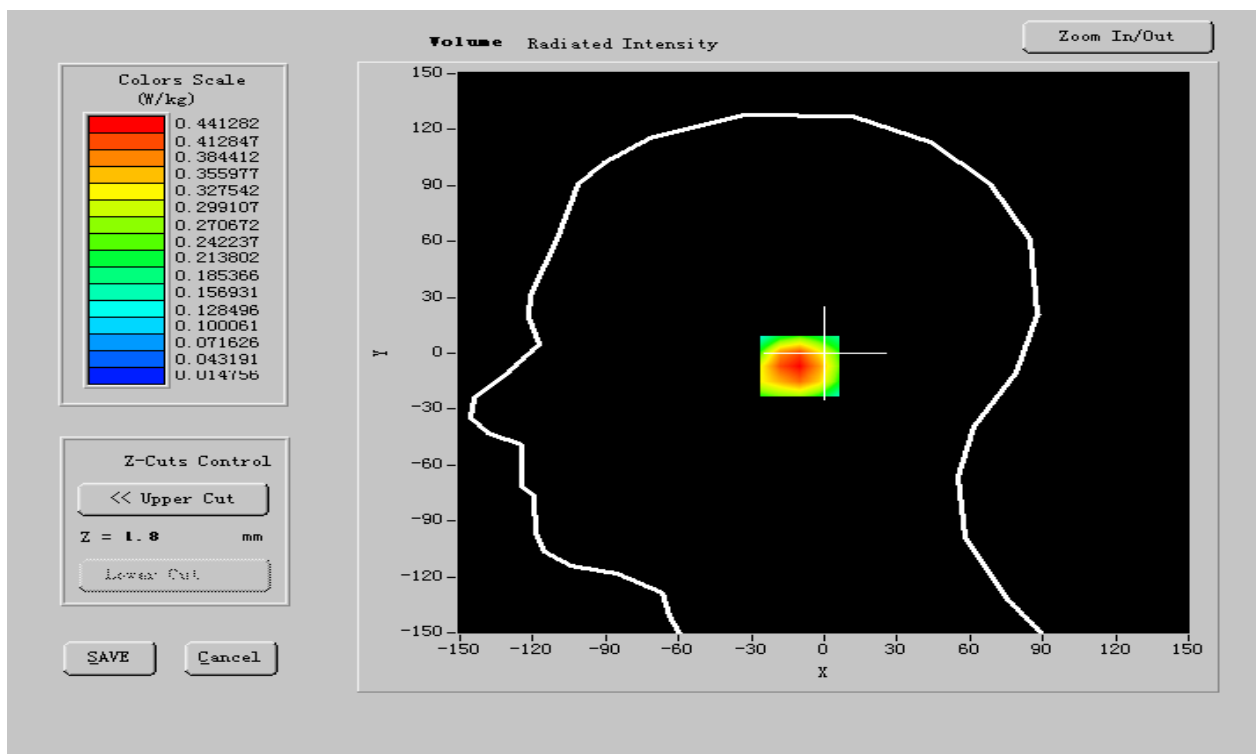 Volume Radiated Intensity
Zoom In/Out
Colors Scale
(W/kg)
0.441282
0.412847
0.384412
0.355977
0.327542
0.299107
0.270672
0.242237
0.213802
0.185366
0.156931
0.128496
0.100061
0.071626
0.043191
0.014756
Z-Cuts Control
<< Upper Cut
Z = 1.8 mm
Lower Cut
SAVE
Cancel
150
120
90
60
30
0
-30
-60
-90
-120
-150
Y
-150 -120 -90 -60 -30 0 30 60 90 120 150
X